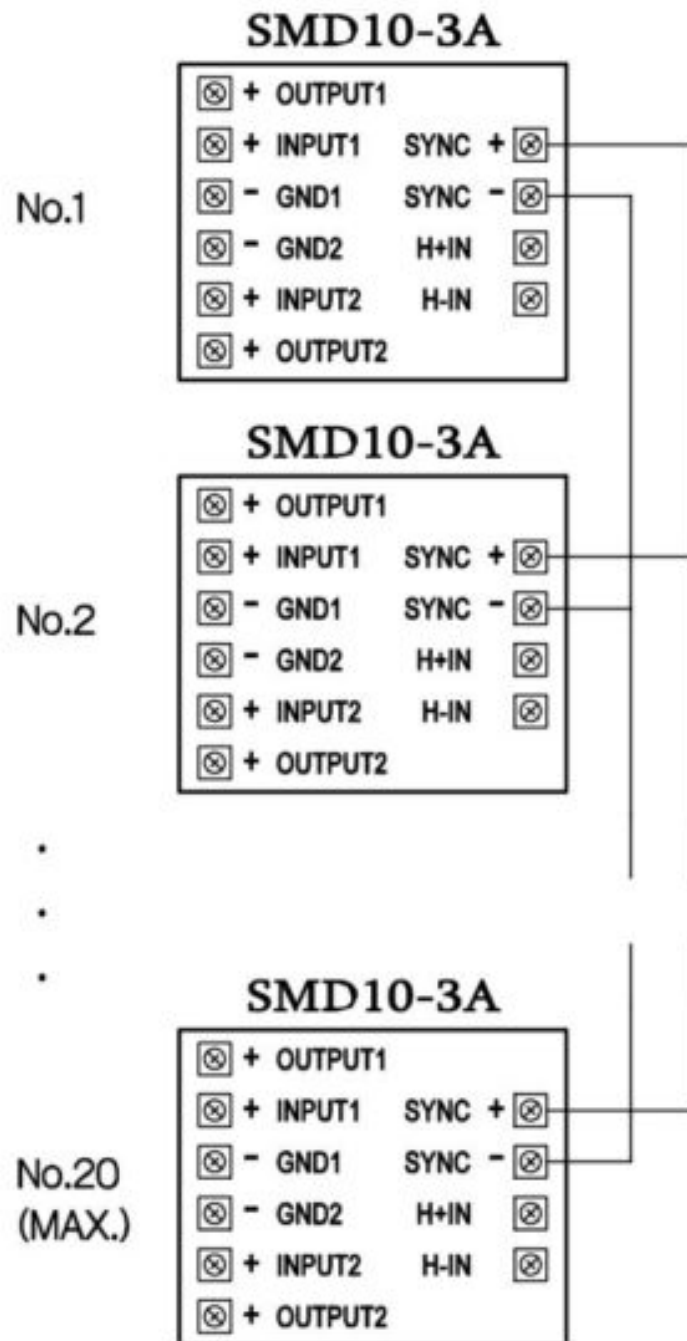 SMD10-3A
No.1
+ OUTPUT1
+ INPUT1 SYNC +
- GND1 SYNC -
- GND2 H+IN
+ INPUT2 H-IN
+ OUTPUT2
SMD10-3A
No.2
+ OUTPUT1
+ INPUT1 SYNC +
- GND1 SYNC -
- GND2 H+IN
+ INPUT2 H-IN
+ OUTPUT2
.
.
.
SMD10-3A
No.20
(MAX.)
+ OUTPUT1
+ INPUT1 SYNC +
- GND1 SYNC -
- GND2 H+IN
+ INPUT2 H-IN
+ OUTPUT2